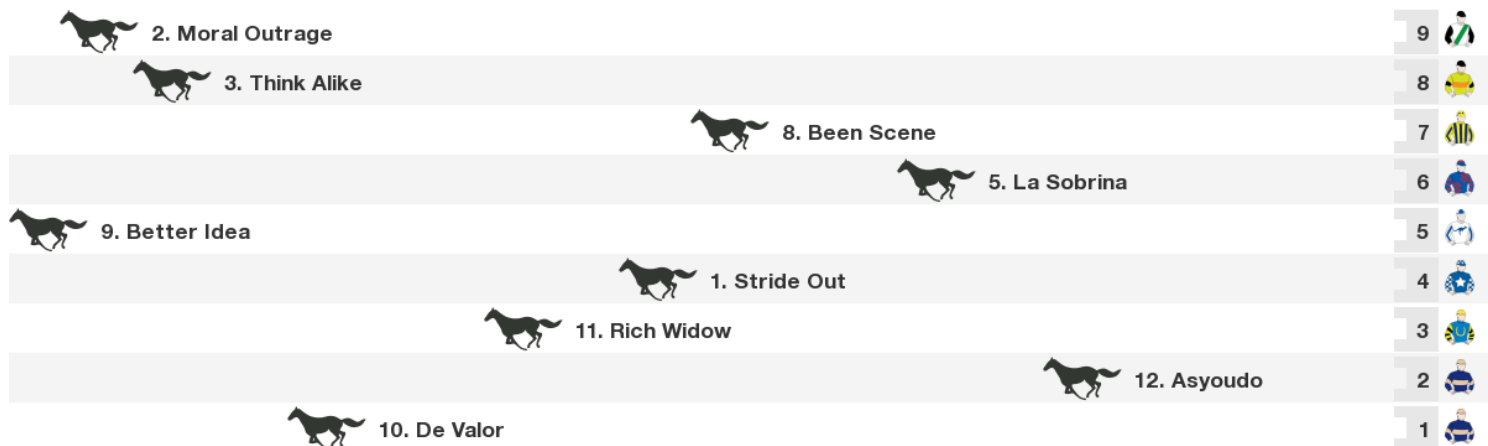 2. Moral Outrage 9
3. Think Alike 8
8. Been Scene 7
5. La Sobrina 6
9. Better Idea 5
1. Stride Out 4
11. Rich Widow 3
12. Asyoudo 2
10. De Valor 1